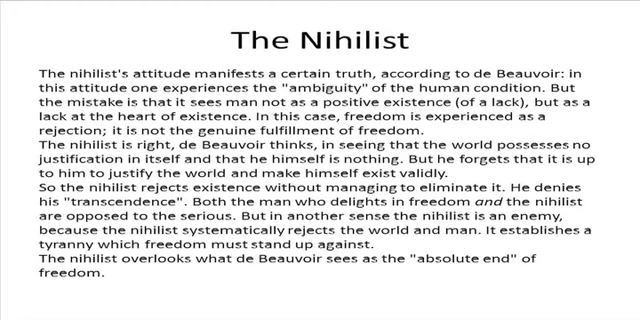 The Nihilist
The nihilist's attitude manifests a certain truth, according to de Beauvoir: in
this attitude one experiences the "ambiguity" of the human condition. But
the mistake is that it sees man not as a positive existence (of a lack), but as a
lack at the heart of existence. In this case, freedom is experienced as a
rejection; it is not the genuine fulfillment of freedom.
The nihilist is right, de Beauvoir thinks, in seeing that the world possesses no
justification in itself and that he himself is nothing. But he forgets that it is up
to him to justify the world and make himself exist validly.
So the nihilist rejects existence without managing to eliminate it. He denies
his "transcendence". Both the man who delights in freedom and the nihilist
are opposed to the serious. But in another sense the nihilist is an enemy,
because the nihilist systematically rejects the world and man. It establishes a
tyranny which freedom must stand up against.
The nihilist overlooks what de Beauvoir sees as the "absolute end" of
freedom.